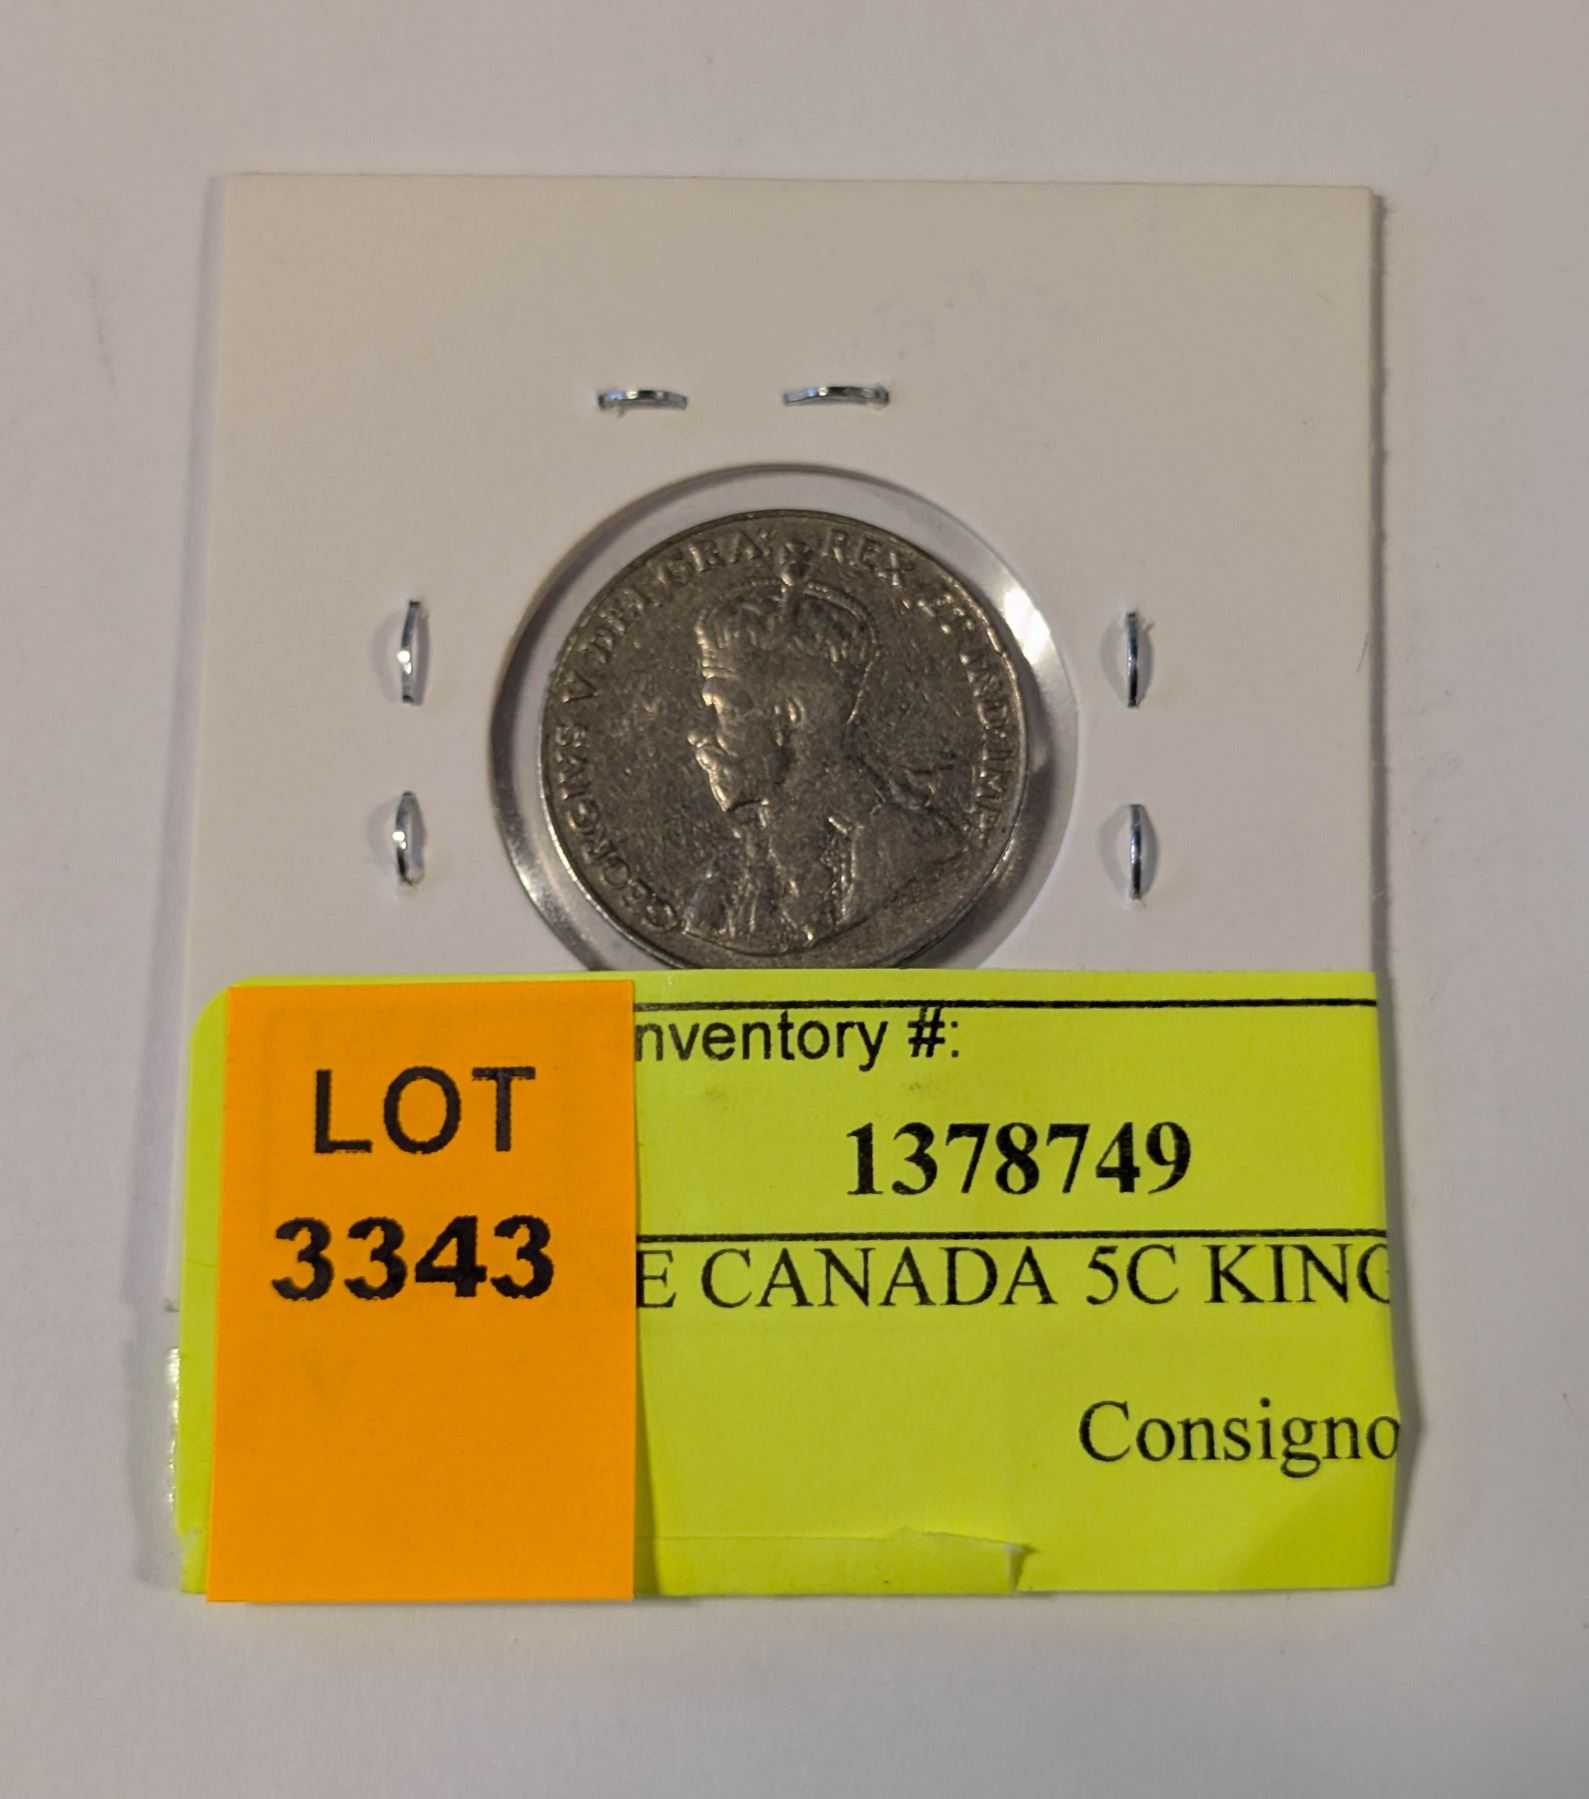 GEORGIVS V DEI GRA: REX ET IND: IMP:
nventory #:
1378749
LOT
3343
E CANADA 5C KING
Consigno